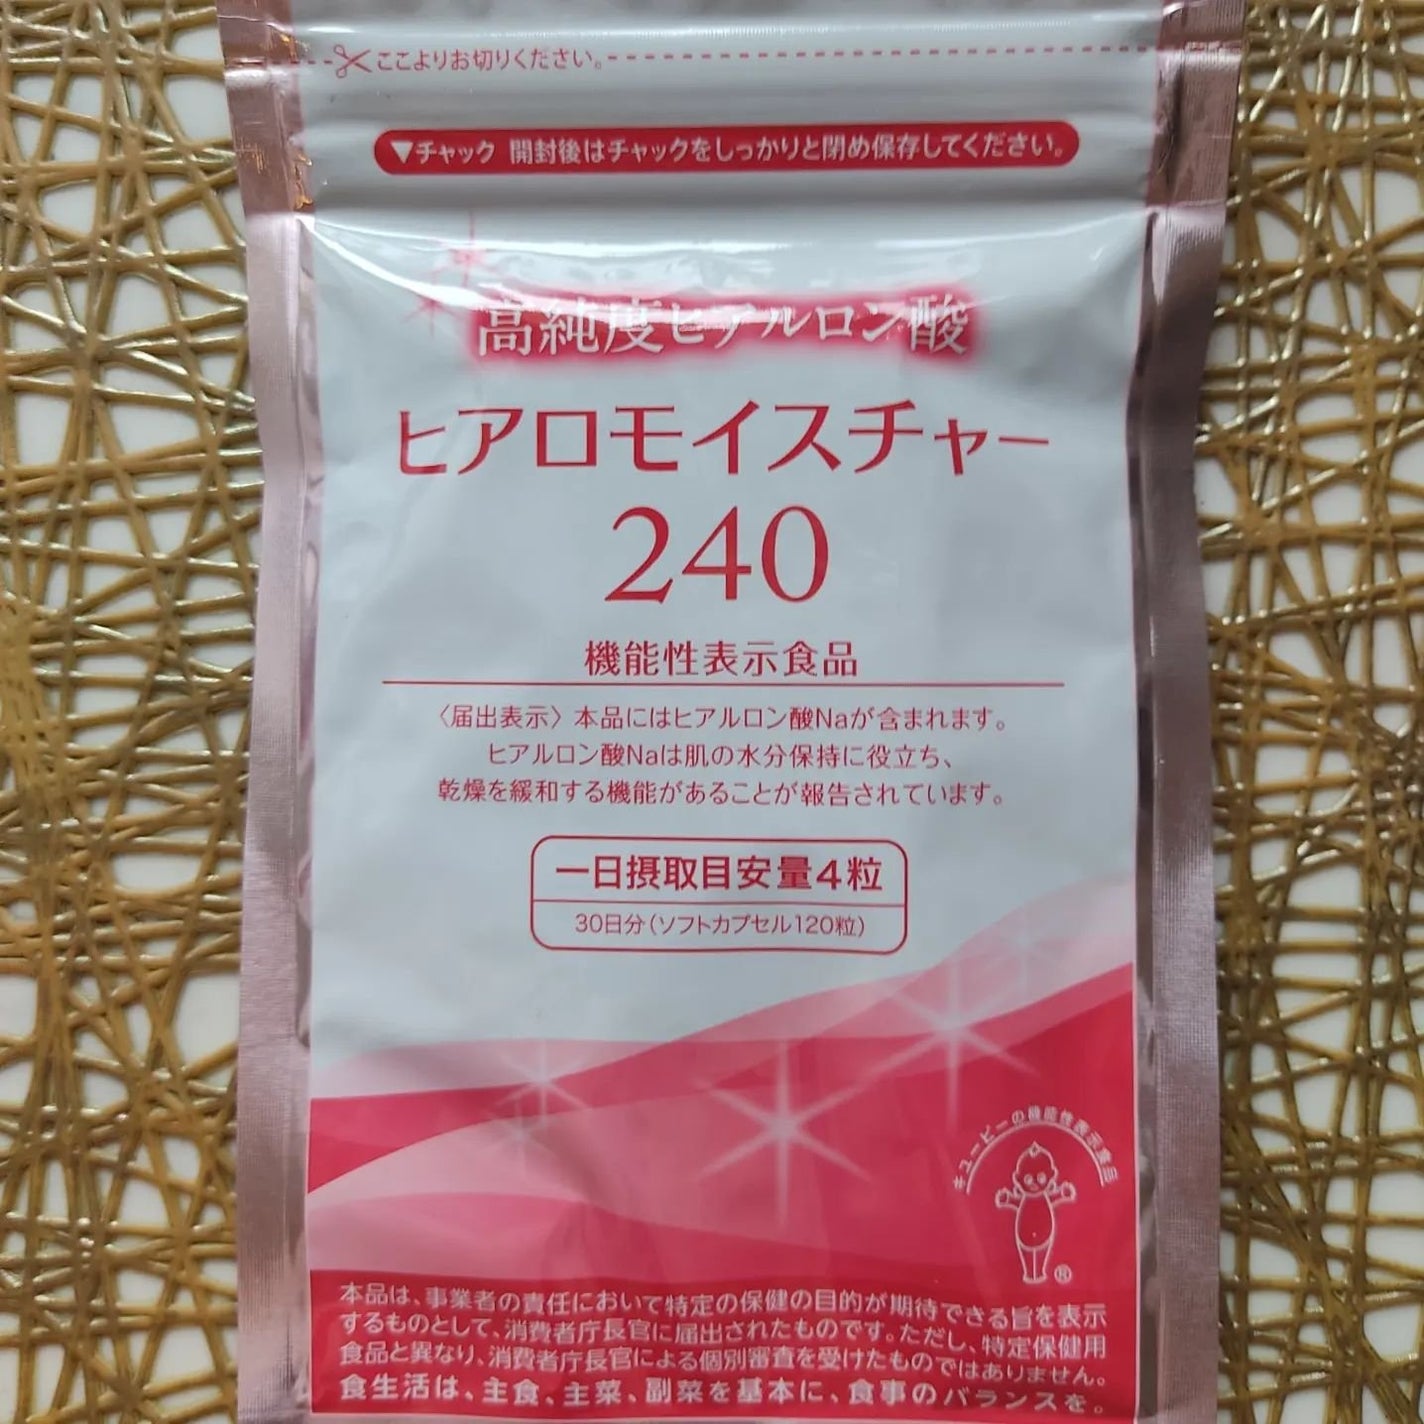 ここよりお切りください。
▼チャック 開封後はチャックをしっかりと閉め保存してください。
高純度ヒアルロン酸
ヒアロモイスチャー
240
機能性表示食品
〈届出表示〉本品にはヒアルロン酸Naが含まれます。
ヒアルロン酸Naは肌の水分保持に役立ち、
乾燥を緩和する機能があることが報告されています。
一日摂取目安量4粒
30日分(ソフトカプセル120粒)
キユーピーの機能性表示食品
®
本品は、事業者の責任において特定の保健の目的が期待できる旨を表示
するものとして、消費者庁長官に届出されたものです。ただし、特定保健用
食品と異なり、消費者庁長官による個別審査を受けたものではありません。
食生活は、主食、主菜、副菜を基本に、食事のバランスを。